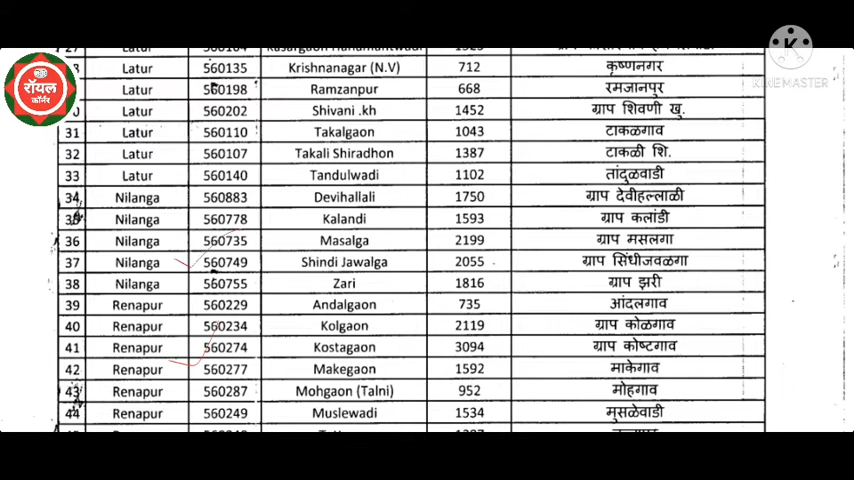 Latur
Latur 560135 Krishnanagar (N.V) 712 कृष्णनगर
Latur 560198 Ramzanpur 668 रमजानपुर
Latur 560202 Shivani .kh 1452 ग्राप शिवणी खु.
31 Latur 560110 Takalgaon 1043 टाकळगाव
32 Latur 560107 Takali Shiradhon 1387 टाकळी शि.
33 Latur 560140 Tandulwadi 1102 तांदुळवाडी
34 Nilanga 560883 Devihallali 1750 ग्राप देवीहल्लाळी
35 Nilanga 560778 Kalandi 1593 ग्राप कलांडी
36 Nilanga 560735 Masalga 2199 ग्राप मसलगा
37 Nilanga 560749 Shindi Jawalga 2055 ग्राप सिंधीजवळगा
38 Nilanga 560755 Zari 1816 ग्राप झरी
39 Renapur 560229 Andalgaon 735 आंदलगाव
40 Renapur 560234 Kolgaon 2119 ग्राप कोळगाव
41 Renapur 560274 Kostagaon 3094 ग्राप कोष्टगाव
42 Renapur 560277 Makegaon 1592 माकेगाव
43 Renapur 560287 Mohgaon (Talni) 952 मोहगाव
44 Renapur 560249 Muslewadi 1534 मुसळेवाडी
रॉयल
कॉर्नर
KINEMASTER